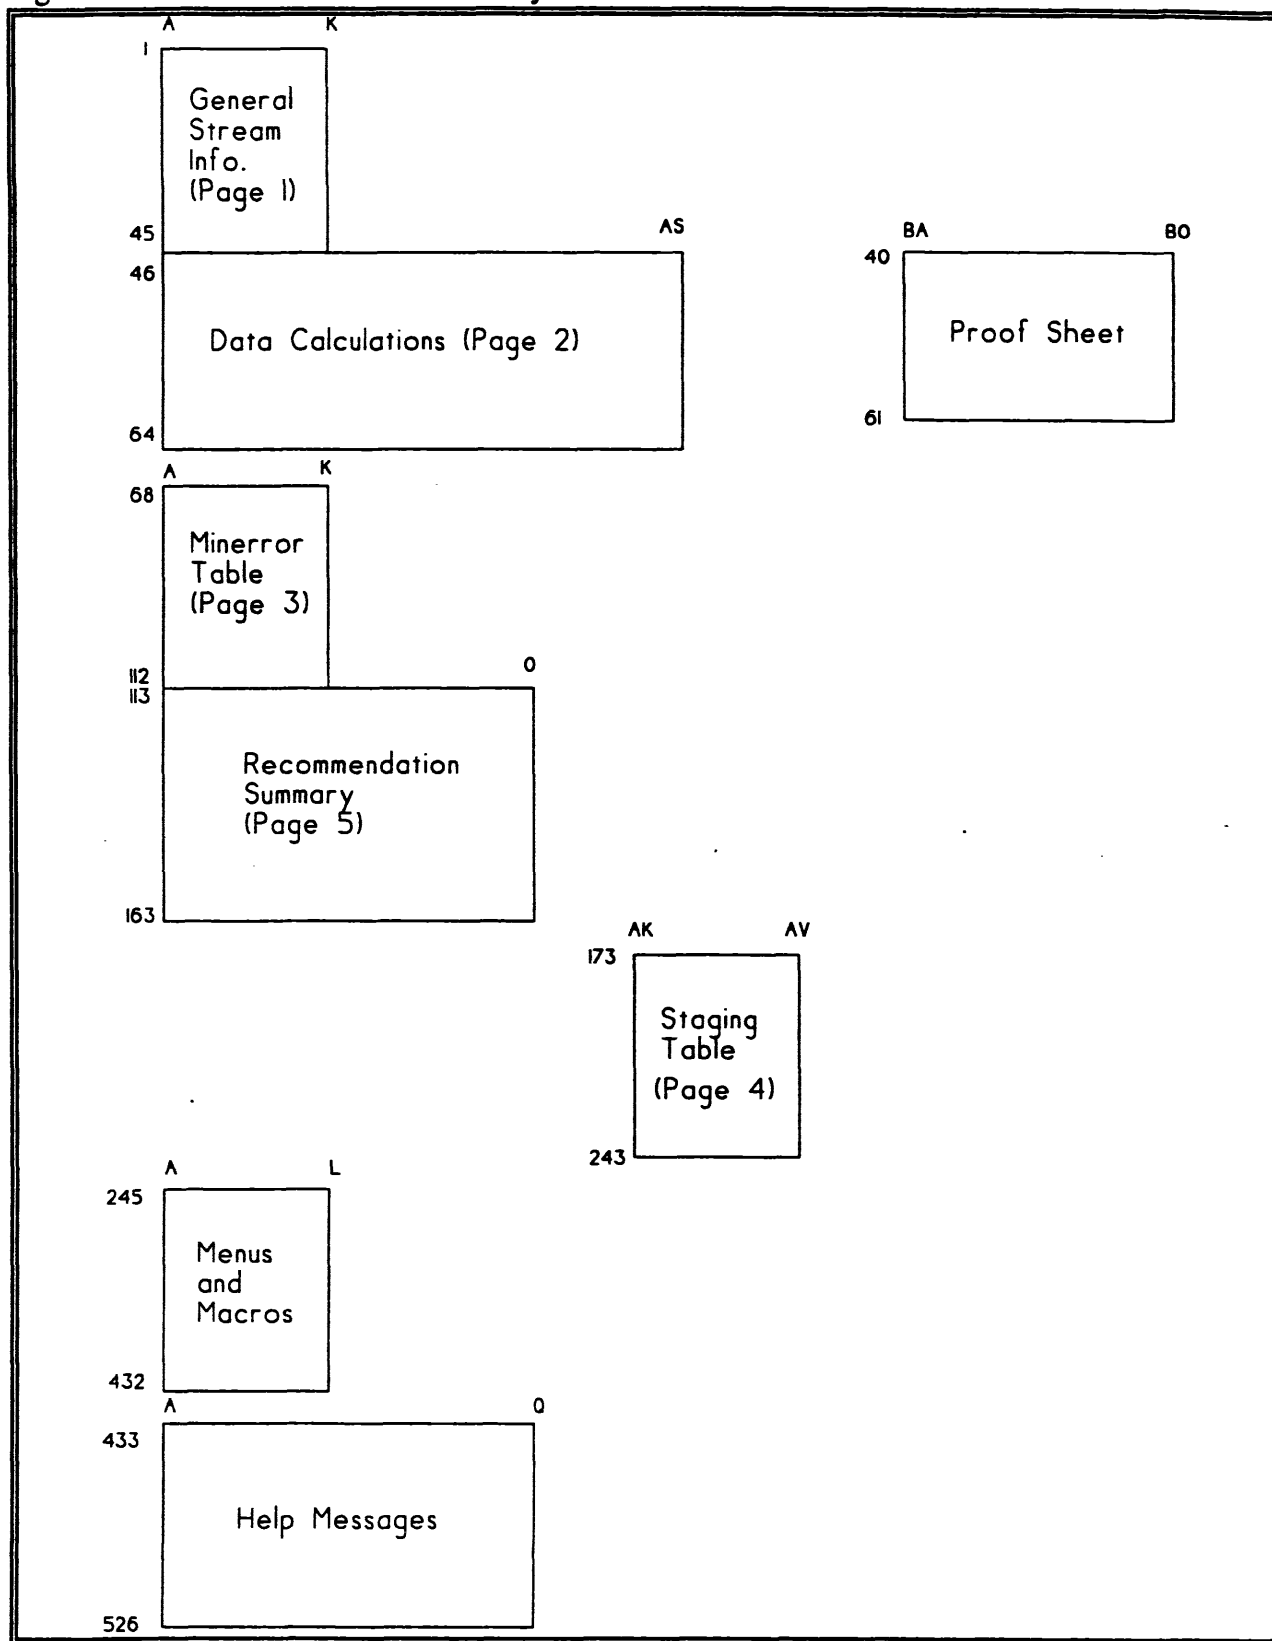 A K
1
General
Stream
Info.
(Page 1)
45
AS
46
Data Calculations (Page 2)
64
BA BO
40
Proof Sheet
61
A K
68
Minerror
Table
(Page 3)
112
O
113
Recommendation
Summary
(Page 5)
163
AK AV
173
Staging
Table
(Page 4)
243
A L
245
Menus
and
Macros
432
A Q
433
Help Messages
526